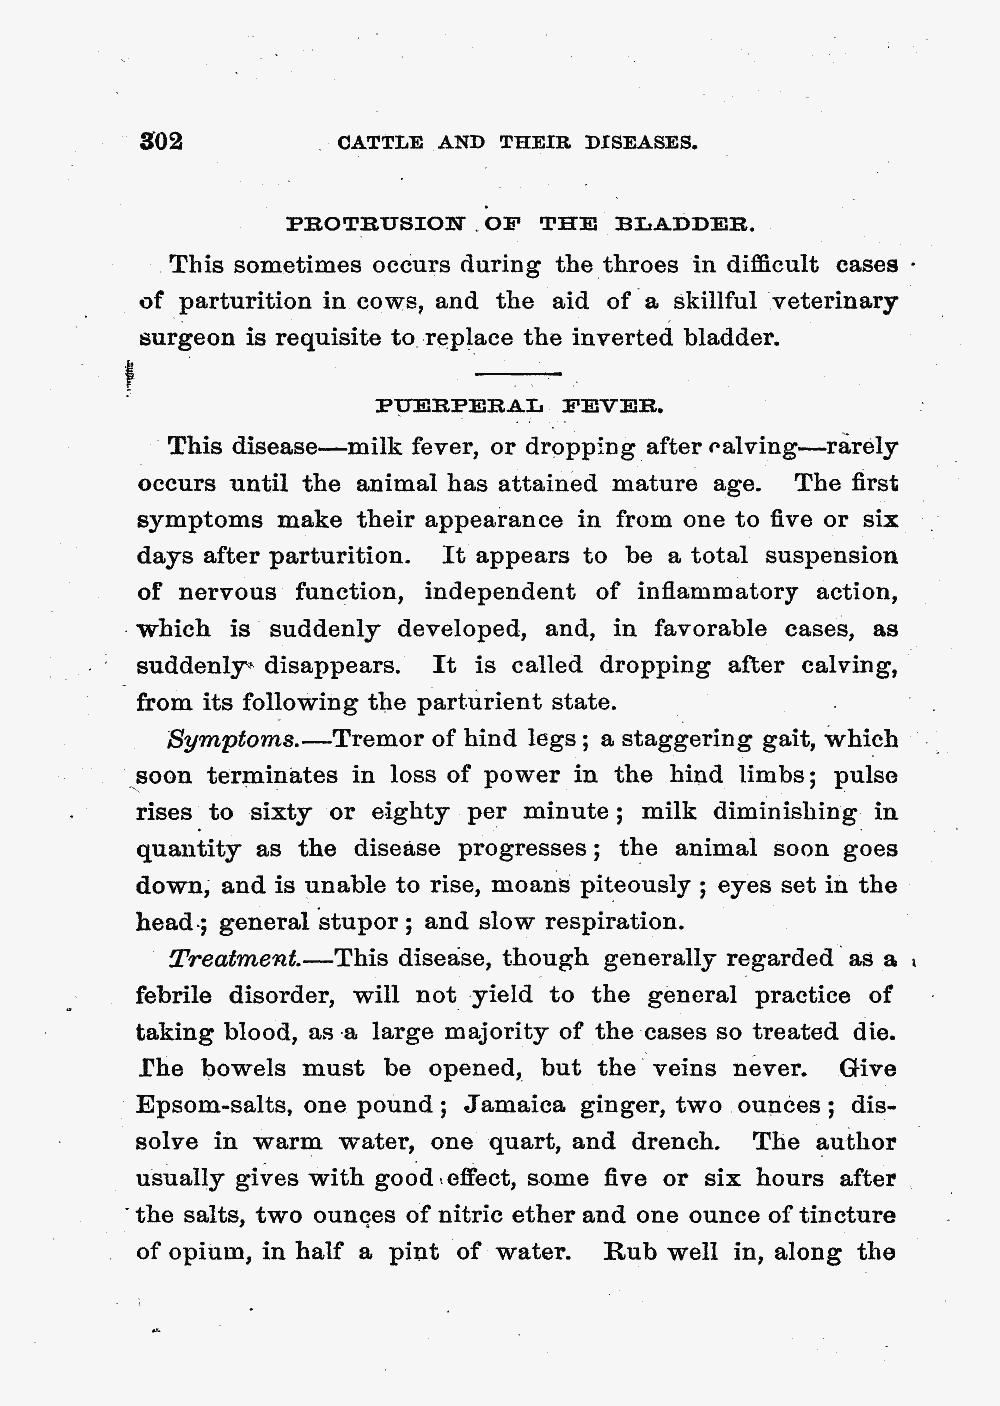 302 CATTLE AND THEIR DISEASES.
PROTRUSION OF THE BLADDER.
This sometimes occurs during the throes in difficult cases
of parturition in cows, and the aid of a skillful veterinary
surgeon is requisite to replace the inverted bladder.
PUERPERAL FEVER.
This disease—milk fever, or dropping after calving—rarely
occurs until the animal has attained mature age. The first
symptoms make their appearance in from one to five or six
days after parturition. It appears to be a total suspension
of nervous function, independent of inflammatory action,
which is suddenly developed, and, in favorable cases, as
suddenly disappears. It is called dropping after calving,
from its following the parturient state.
Symptoms.—Tremor of hind legs; a staggering gait, which
soon terminates in loss of power in the hind limbs; pulse
rises to sixty or eighty per minute; milk diminishing in
quantity as the disease progresses; the animal soon goes
down, and is unable to rise, moans piteously; eyes set in the
head; general stupor; and slow respiration.
Treatment.—This disease, though generally regarded as a
febrile disorder, will not yield to the general practice of
taking blood, as a large majority of the cases so treated die.
The bowels must be opened, but the veins never. Give
Epsom-salts, one pound; Jamaica ginger, two ounces; dis-
solve in warm water, one quart, and drench. The author
usually gives with good effect, some five or six hours after
the salts, two ounces of nitric ether and one ounce of tincture
of opium, in half a pint of water. Rub well in, along the